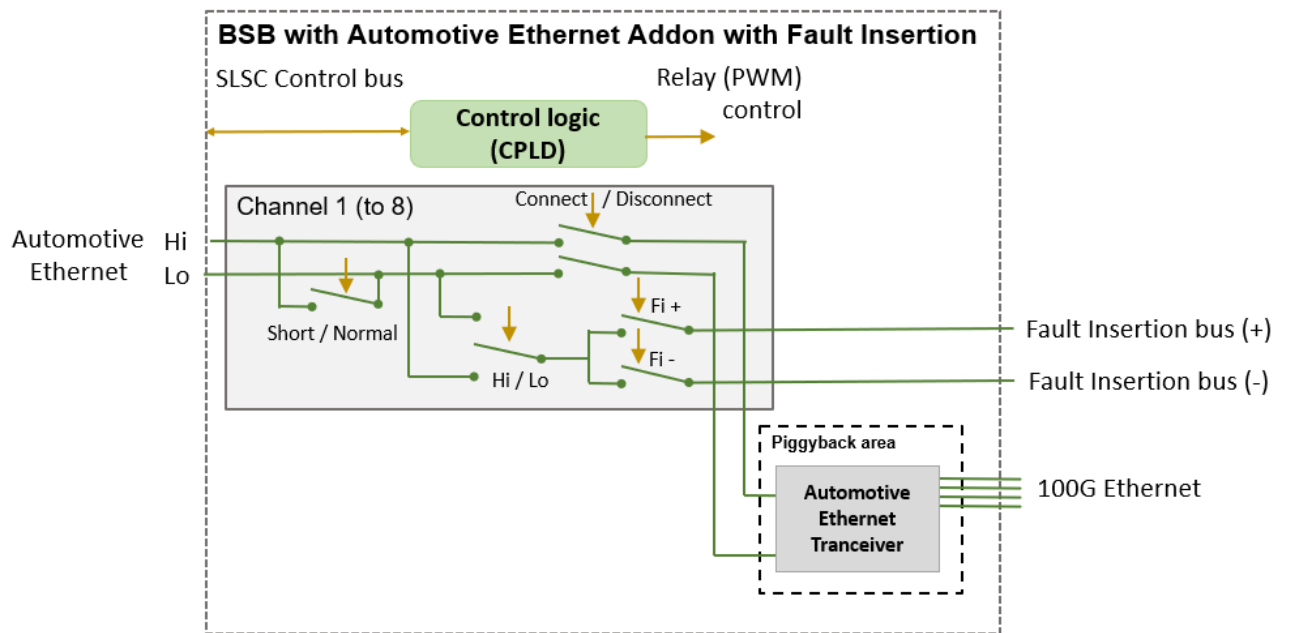 BSB with Automotive Ethernet Addon with Fault Insertion
SLSC Control bus
Relay (PWM)
control
Control logic
(CPLD)
Channel 1 (to 8)
Connect / Disconnect
Automotive
Ethernet
Hi
Lo
Short / Normal
Fi +
Fi -
Hi / Lo
Fault Insertion bus (+)
Fault Insertion bus (-)
Piggyback area
Automotive
Ethernet
Tranceiver
100G Ethernet